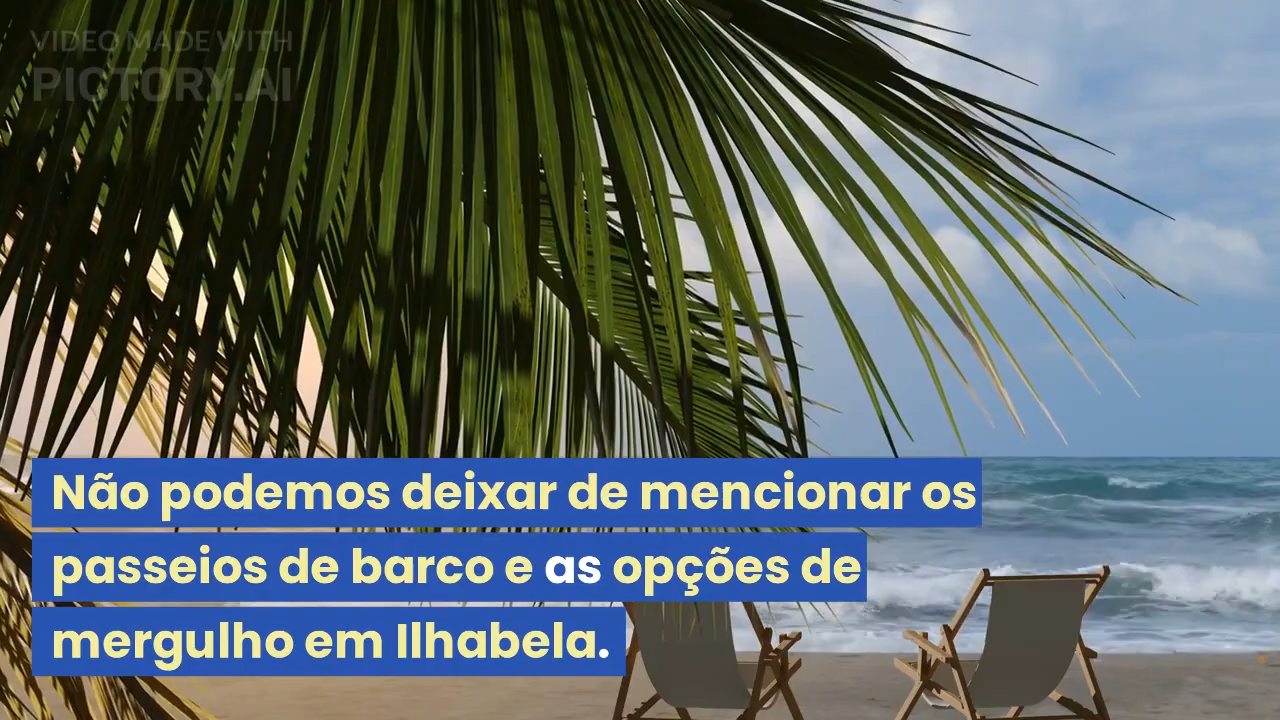 VIDEO MADE WITH
PICTORY.AI
Não podemos deixar de mencionar os
passeios de barco e as opções de
mergulho em Ilhabela.